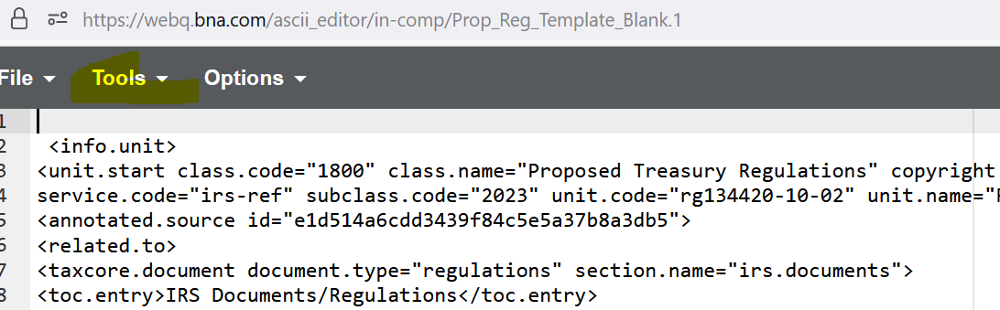 https://webq.bna.com/ascii_editor/in-comp/Prop_Reg_Template_Blank.1
File Tools Options
1
2 <info.unit>
3 <unit.start class.code="1800" class.name="Proposed Treasury Regulations" copyright
4 service.code="irs-ref" subclass.code="2023" unit.code="rg134420-10-02" unit.name="
5 <annotated.source id="e1d514a6cdd3439f84c5e5a37b8a3db5">
6 <related.to>
7 <taxcore.document document.type="regulations" section.name="irs.documents">
8 <toc.entry>IRS Documents/Regulations</toc.entry>